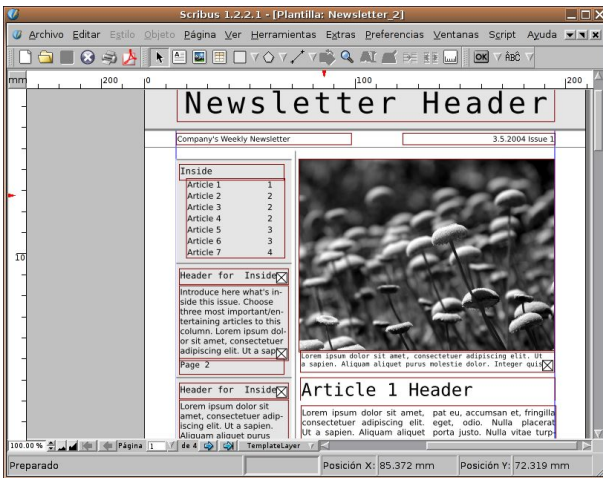 Scribus 1.2.2.1 - [Plantilla: Newsletter_2]
Archivo Editar Estilo Objeto Página Ver Herramientas Extras Preferencias Ventanas Script Ayuda
OK ABC
mm 200 0 100 200
10
Newsletter Header
Company's Weekly Newsletter 3.5.2004 Issue 1
Inside
Article 1 1
Article 2 2
Article 3 2
Article 4 2
Article 5 3
Article 6 3
Article 7 4
Header for Inside
Introduce here what's in-
side this issue. Choose
three most important/en-
tertaining articles to this
column. Lorem ipsum dol-
or sit amet, consectetuer
adipiscing elit. Ut a sap
Page 2
Header for Inside
Lorem ipsum dolor sit
amet, consectetuer adip-
iscing elit. Ut a sapien.
Aliquam aliquet purus
Lorem ipsum dolor sit amet, consectetuer adipiscing elit. Ut
a sapien. Aliquam aliquet purus molestie dolor. Integer quis
Article 1 Header
Lorem ipsum dolor sit amet,
consectetuer adipiscing elit.
Ut a sapien. Aliquam aliquet
pat eu, accumsan et, fringilla
eget, odio. Nulla placerat
porta justo. Nulla vitae turp-
100.00 % Página 1 de 4 TemplateLayer
Preparado Posición X: 85.372 mm Posición Y: 72.319 mm